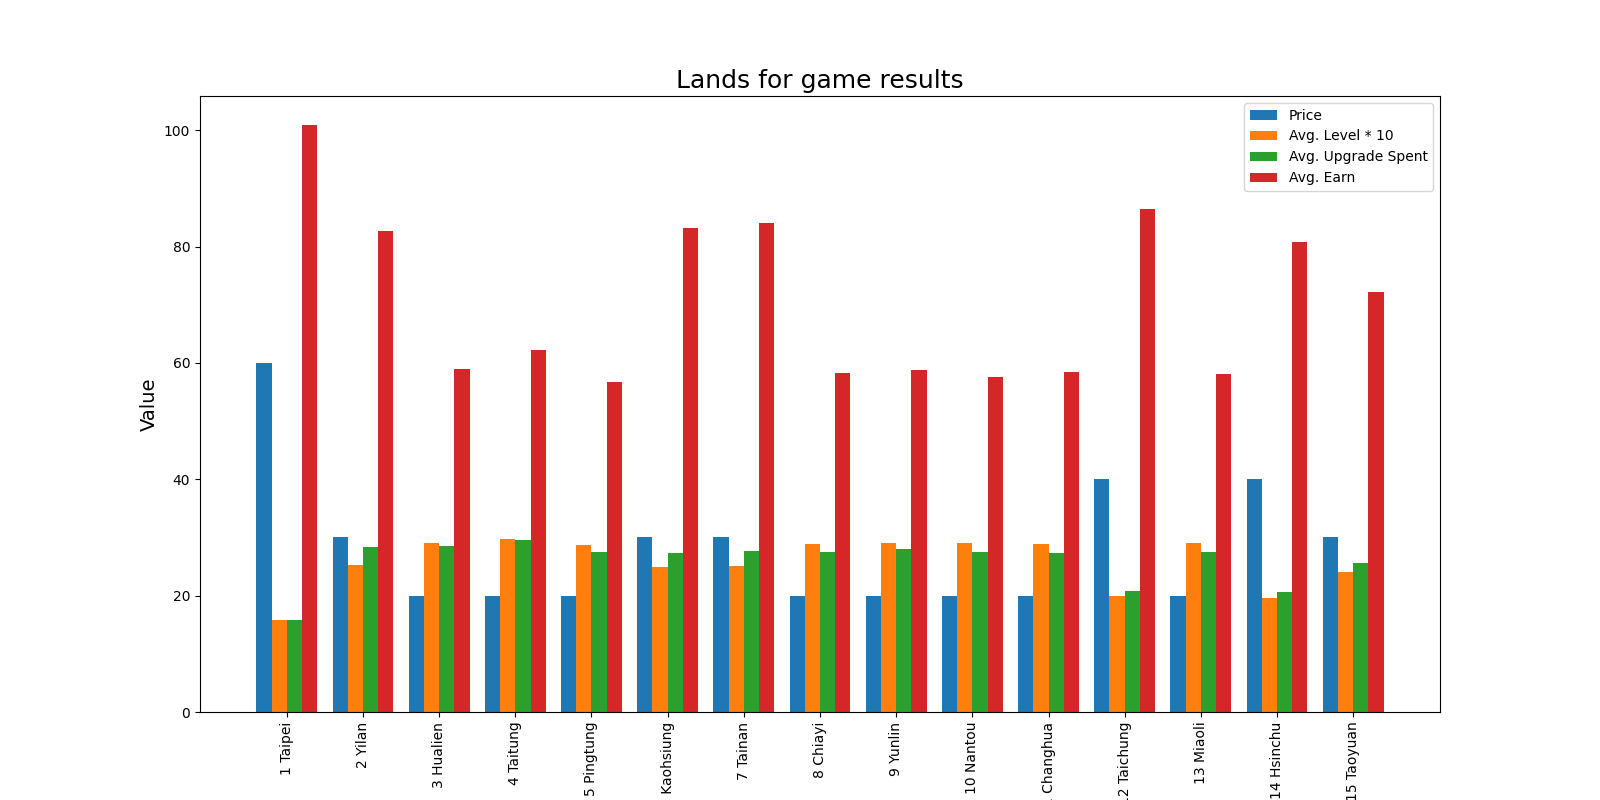 Lands for game results
Price
Avg. Level * 10
Avg. Upgrade Spent
Avg. Earn
100
80
60
40
20
0
Value
1 Taipei
2 Yilan
3 Hualien
4 Taitung
5 Pingtung
Kaohsiung
7 Tainan
8 Chiayi
9 Yunlin
10 Nantou
Changhua
12 Taichung
13 Miaoli
14 Hsinchu
15 Taoyuan